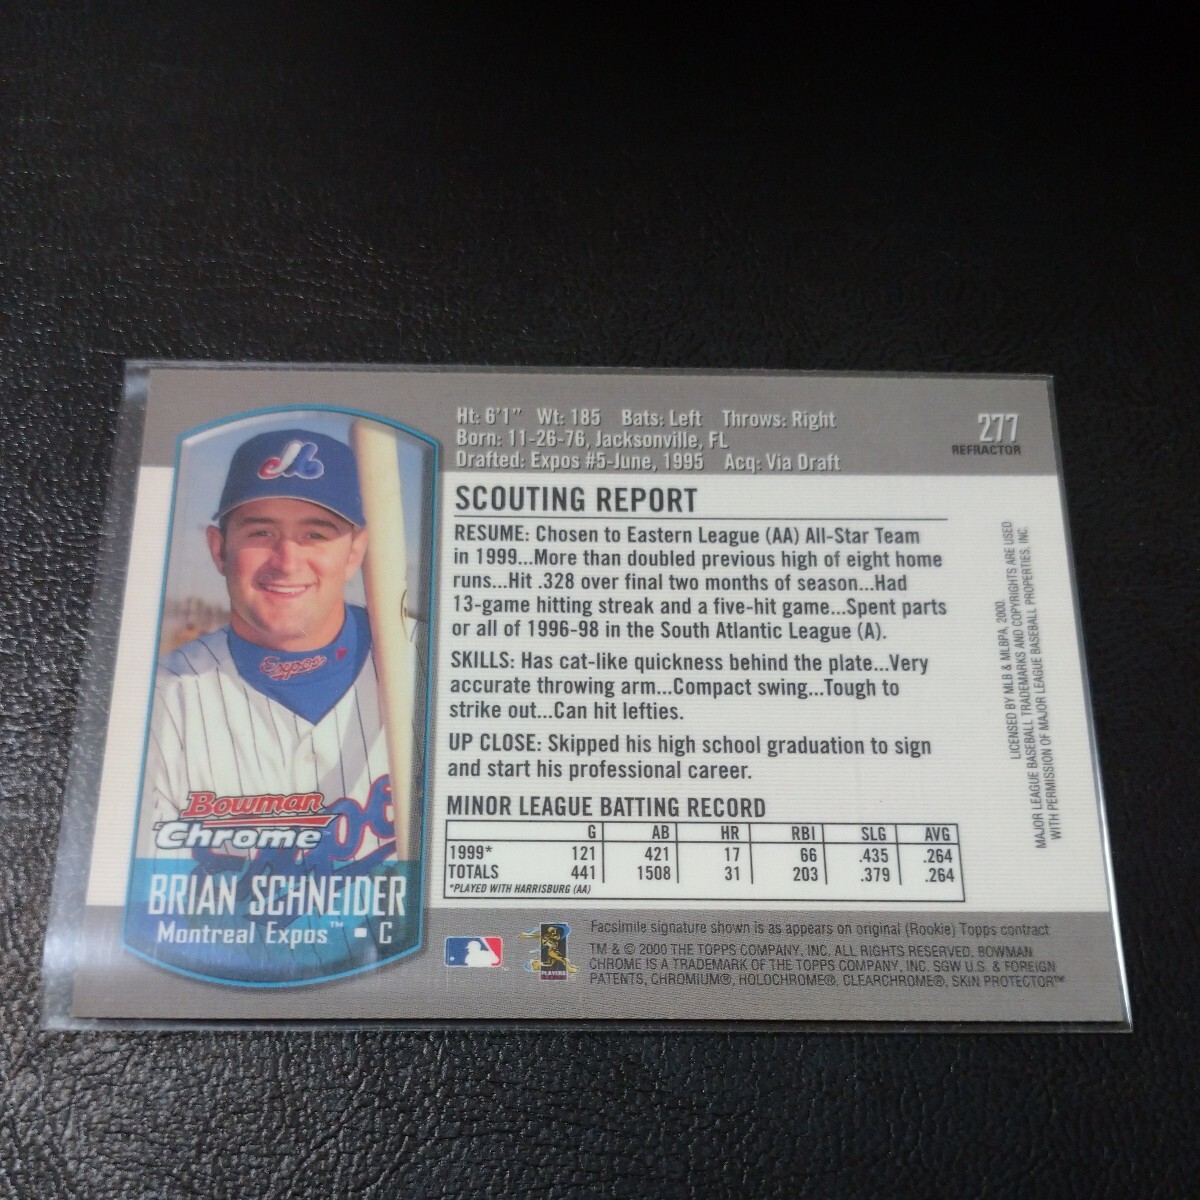 Ht: 6'1" Wt: 185 Bats: Left Throws: Right
Born: 11-26-76, Jacksonville, FL
Drafted: Expos #5-June, 1995 Acq: Via Draft
277
REFRACTOR
SCOUTING REPORT
RESUME: Chosen to Eastern League (AA) All-Star Team
in 1999...More than doubled previous high of eight home
runs...Hit .328 over final two months of season...Had
13-game hitting streak and a five-hit game...Spent parts
or all of 1996-98 in the South Atlantic League (A).
SKILLS: Has cat-like quickness behind the plate...Very
accurate throwing arm...Compact swing...Tough to
strike out...Can hit lefties.
UP CLOSE: Skipped his high school graduation to sign
and start his professional career.
MINOR LEAGUE BATTING RECORD
G AB HR RBI SLG AVG
1999* 121 421 17 66 .435 .264
TOTALS 441 1508 31 203 .379 .264
*PLAYED WITH HARRISBURG (AA)
LICENSED BY MLB & MLBPA, 2000.
MAJOR LEAGUE BASEBALL TRADEMARKS AND COPYRIGHTS ARE USED
WITH PERMISSION OF MAJOR LEAGUE BASEBALL PROPERTIES, INC.
Expos
Bowman
Chrome™
BRIAN SCHNEIDER
Montreal Expos™ ▪ C
PLAYERS
Facsimile signature shown is as appears on original (Rookie) Topps contract
TM & © 2000 THE TOPPS COMPANY, INC. ALL RIGHTS RESERVED. BOWMAN
CHROME IS A TRADEMARK OF THE TOPPS COMPANY, INC. SGW U.S. & FOREIGN
PATENTS, CHROMIUM®, HOLOCHROME®, CLEARCHROME®, SKIN PROTECTOR™